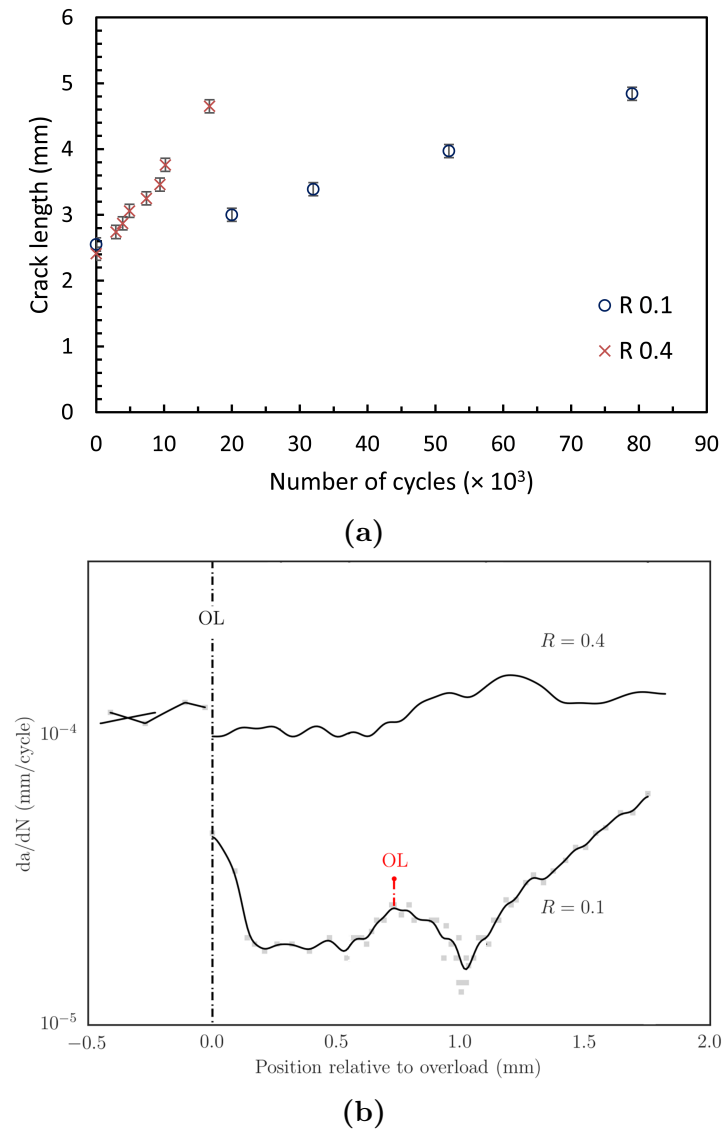 6
5
4
3
2
1
0
Crack length (mm)
R 0.1
R 0.4
0 10 20 30 40 50 60 70 80 90
Number of cycles (× 10³)
(a)
OL
R = 0.4
10⁻⁴
da/dN (mm/cycle)
OL
R = 0.1
10⁻⁵
−0.5 0.0 0.5 1.0 1.5 2.0
Position relative to overload (mm)
(b)